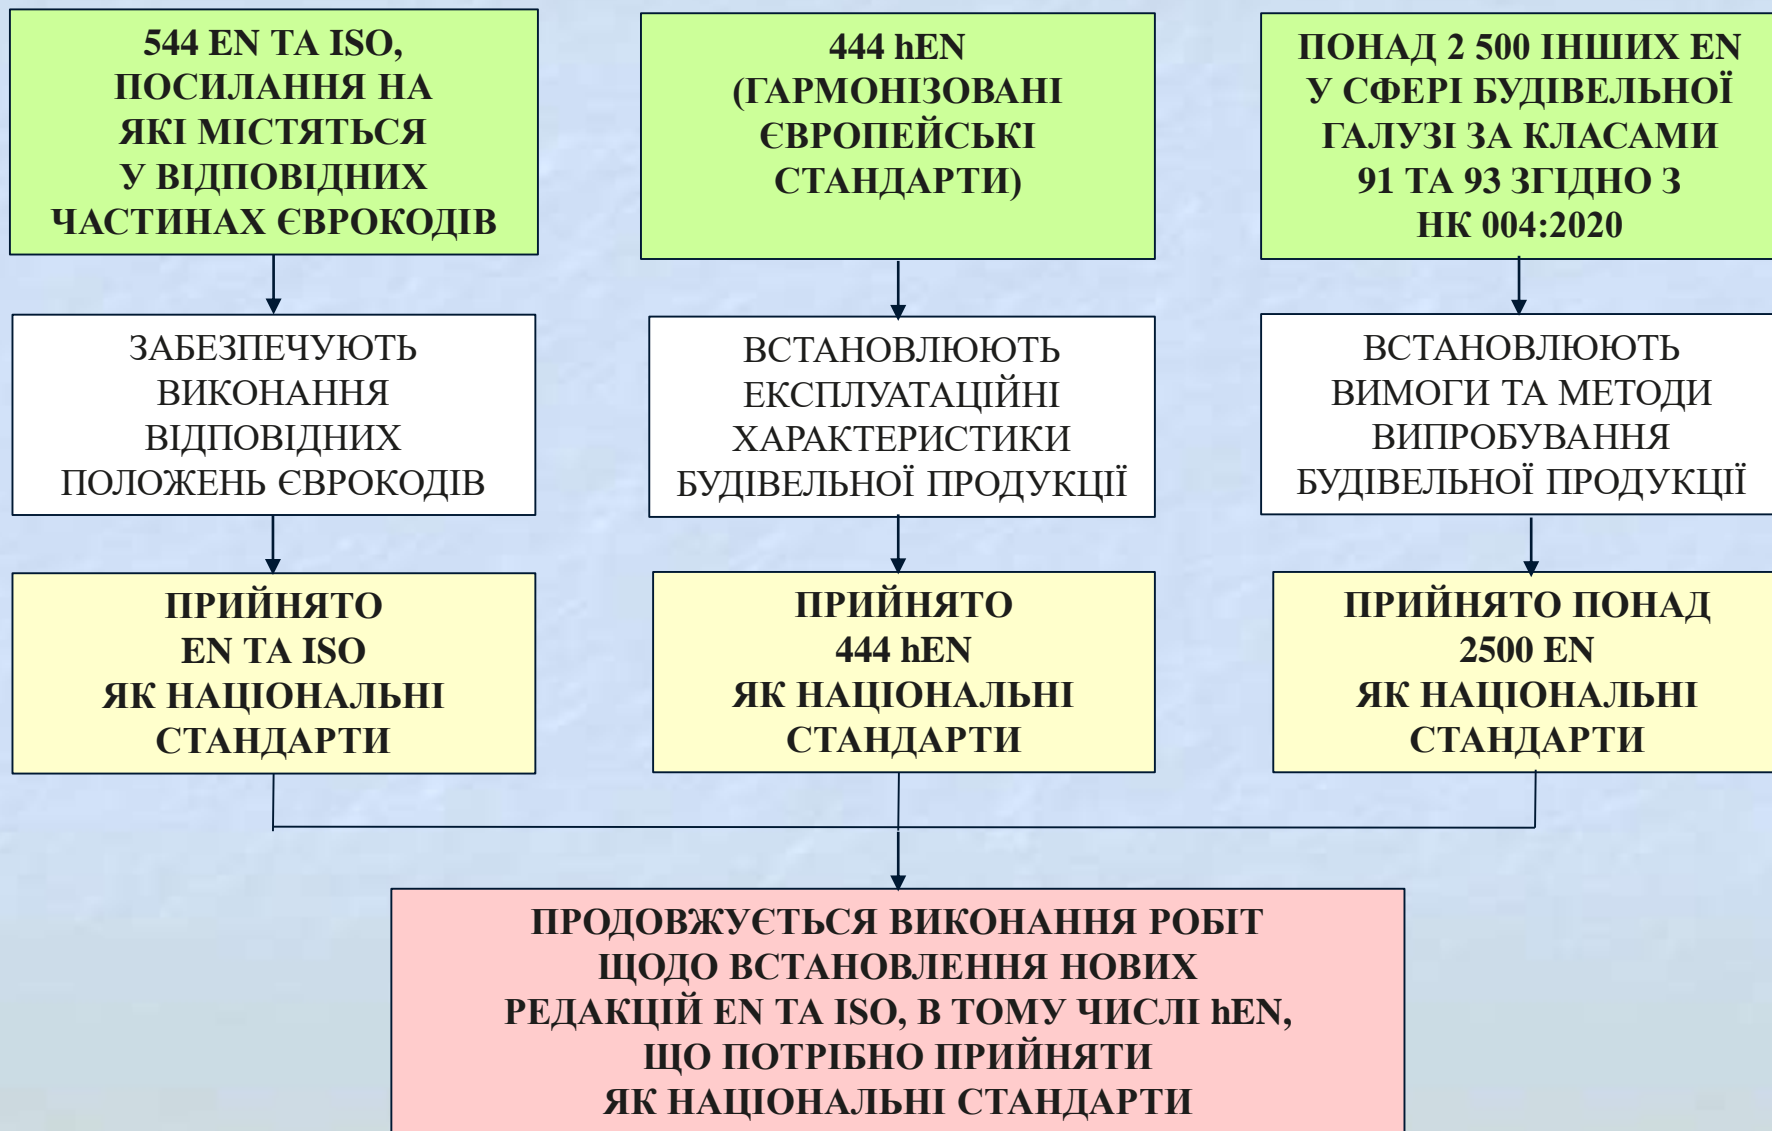 544 EN ТА ISO,
ПОСИЛАННЯ НА
ЯКІ МІСТЯТЬСЯ
У ВІДПОВІДНИХ
ЧАСТИНАХ ЄВРОКОДІВ
ЗАБЕЗПЕЧУЮТЬ
ВИКОНАННЯ
ВІДПОВІДНИХ
ПОЛОЖЕНЬ ЄВРОКОДІВ
ПРИЙНЯТО
EN ТА ISO
ЯК НАЦІОНАЛЬНІ
СТАНДАРТИ
444 hEN
(ГАРМОНІЗОВАНІ
ЄВРОПЕЙСЬКІ
СТАНДАРТИ)
ВСТАНОВЛЮЮТЬ
ЕКСПЛУАТАЦІЙНІ
ХАРАКТЕРИСТИКИ
БУДІВЕЛЬНОЇ ПРОДУКЦІЇ
ПРИЙНЯТО
444 hEN
ЯК НАЦІОНАЛЬНІ
СТАНДАРТИ
ПОНАД 2 500 ІНШИХ EN
У СФЕРІ БУДІВЕЛЬНОЇ
ГАЛУЗІ ЗА КЛАСАМИ
91 ТА 93 ЗГІДНО З
НК 004:2020
ВСТАНОВЛЮЮТЬ
ВИМОГИ ТА МЕТОДИ
ВИПРОБУВАННЯ
БУДІВЕЛЬНОЇ ПРОДУКЦІЇ
ПРИЙНЯТО ПОНАД
2500 EN
ЯК НАЦІОНАЛЬНІ
СТАНДАРТИ
ПРОДОВЖУЄТЬСЯ ВИКОНАННЯ РОБІТ
ЩОДО ВСТАНОВЛЕННЯ НОВИХ
РЕДАКЦІЙ EN ТА ISO, В ТОМУ ЧИСЛІ hEN,
ЩО ПОТРІБНО ПРИЙНЯТИ
ЯК НАЦІОНАЛЬНІ СТАНДАРТИ